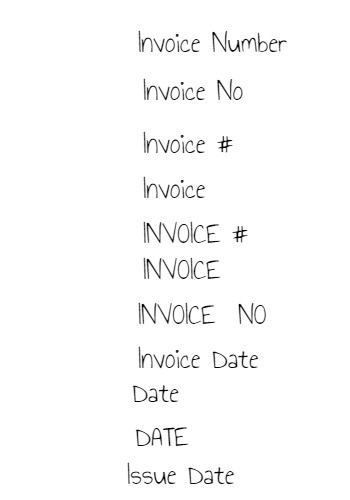 Invoice Number
Invoice No
Invoice #
Invoice
INVOICE #
INVOICE
INVOICE NO
Invoice Date
Date
DATE
Issue Date